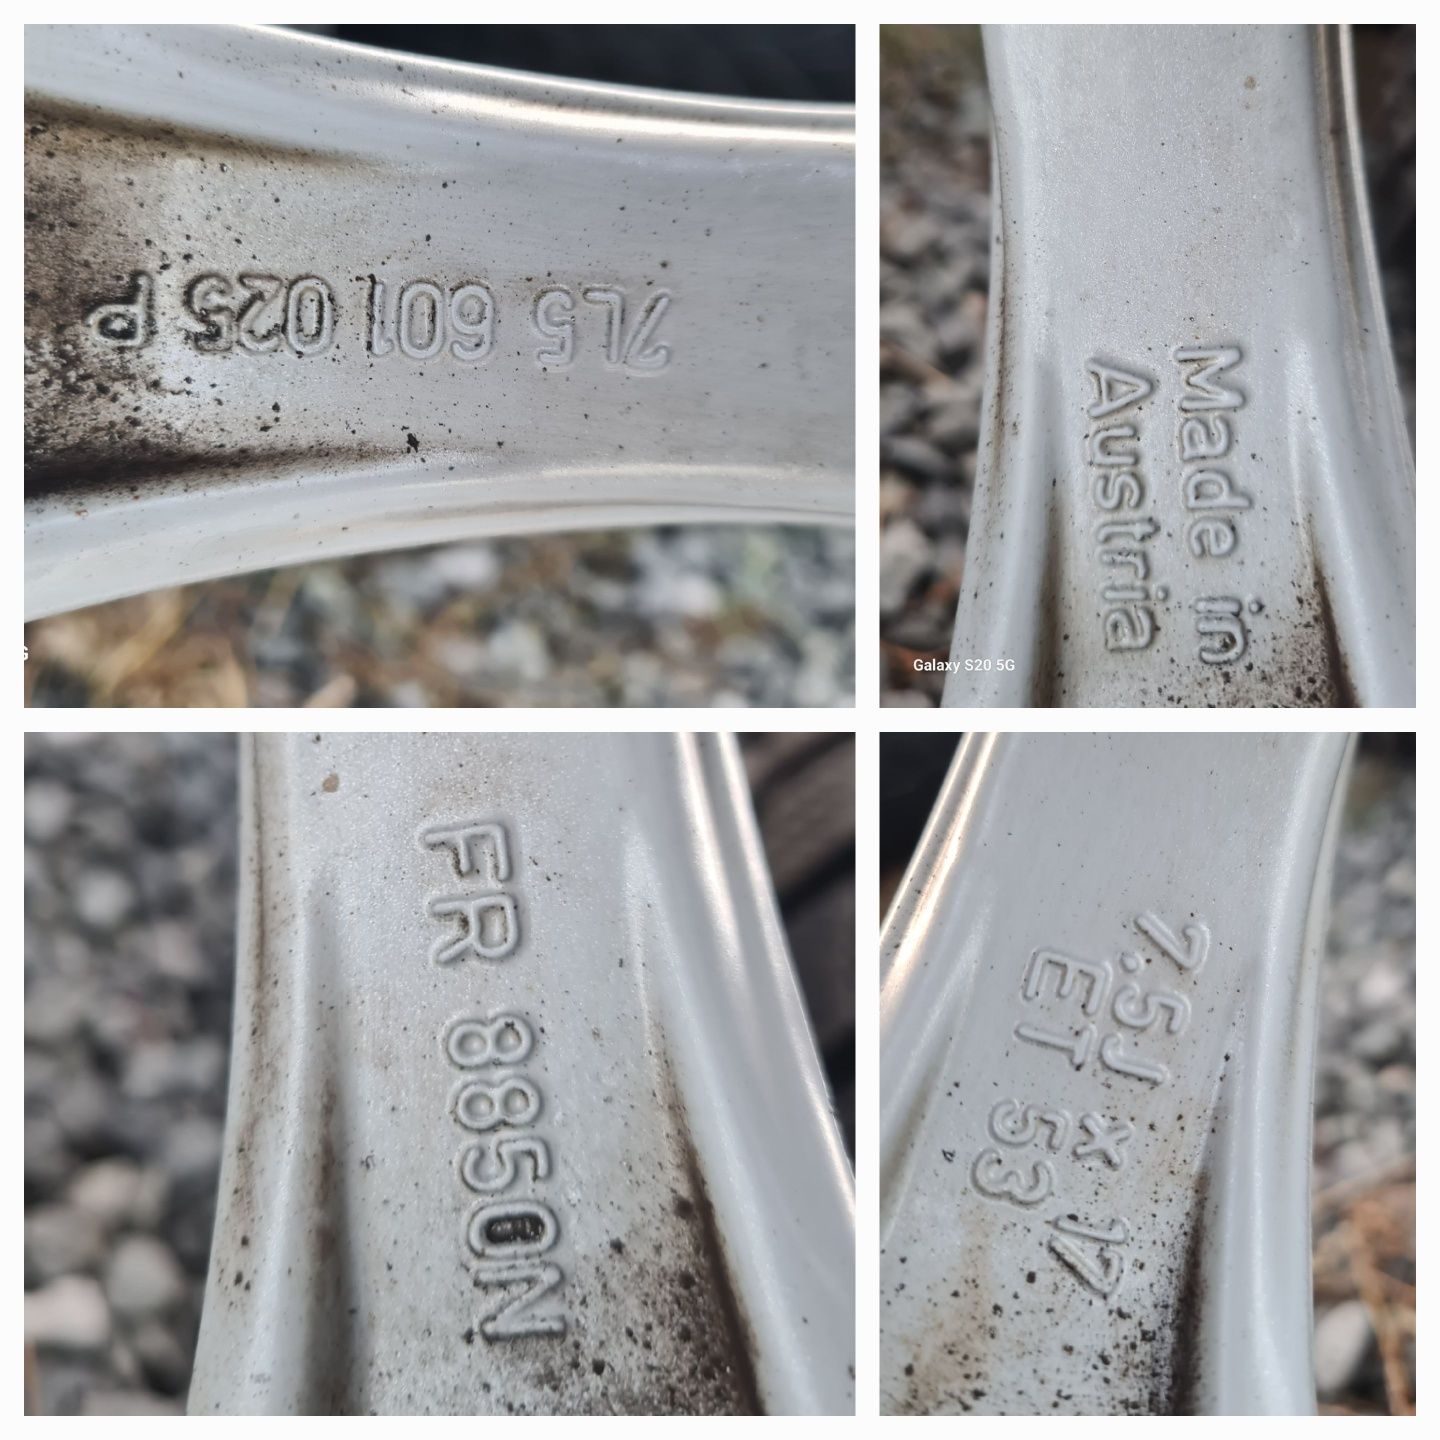 7L5 601 025 P
Made in
Austria
Galaxy S20 5G
FR 8850N
7.5J x 17
ET 53